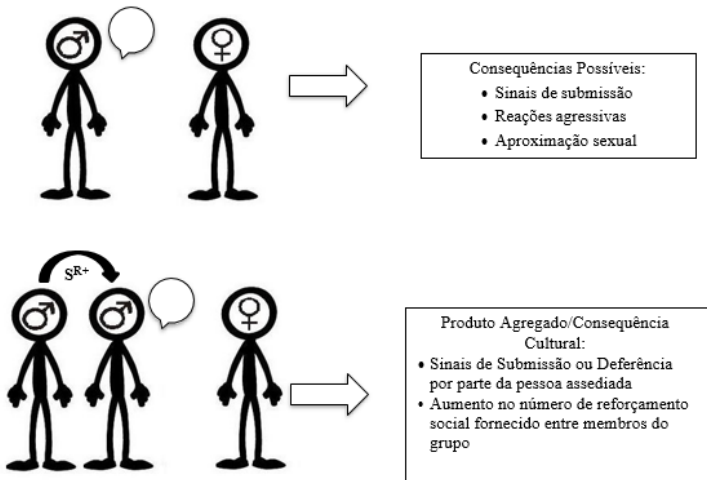 Consequências Possíveis:
• Sinais de submissão
• Reações agressivas
• Aproximação sexual
S^R+
Produto Agregado/Consequência
Cultural:
• Sinais de Submissão ou Deferência
por parte da pessoa assediada
• Aumento no número de reforçamento
social fornecido entre membros do
grupo